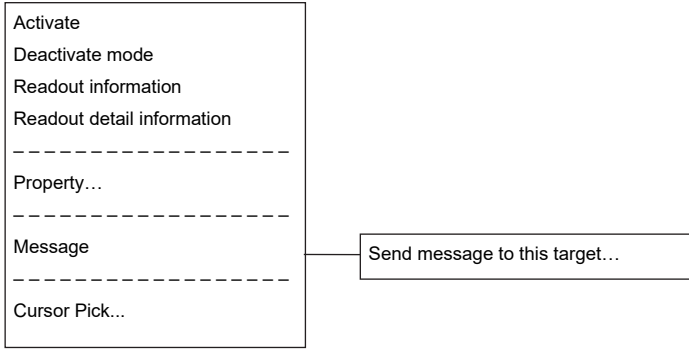 Activate
Deactivate mode
Readout information
Readout detail information
Property…
Message
Send message to this target…
Cursor Pick...